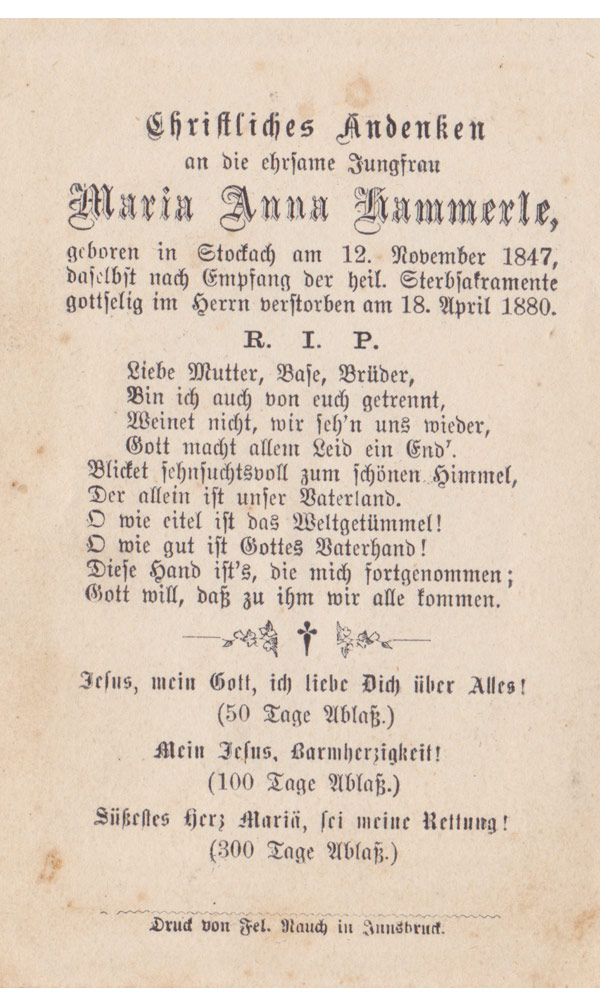 Christliches Andenken
an die ehrsame Jungfrau
Maria Anna Hammerle,
geboren in Stockach am 12. November 1847,
daselbst nach Empfang der heil. Sterbsakramente
gottselig im Herrn verstorben am 18. April 1880.
R. I. P.
Liebe Mutter, Base, Brüder,
Bin ich auch von euch getrennt,
Weinet nicht, wir seh'n uns wieder,
Gott macht allem Leid ein End'.
Blicket sehnsuchtsvoll zum schönen Himmel,
Der allein ist unser Vaterland.
O wie eitel ist das Weltgetümmel!
O wie gut ist Gottes Vaterhand!
Diese Hand ist's, die mich fortgenommen;
Gott will, daß zu ihm wir alle kommen.
†
Jesus, mein Gott, ich liebe Dich über Alles!
(50 Tage Ablaß.)
Mein Jesus, Barmherzigkeit!
(100 Tage Ablaß.)
Süßestes Herz Mariä, sei meine Rettung!
(300 Tage Ablaß.)
Druck von Fel. Rauch in Innsbruck.